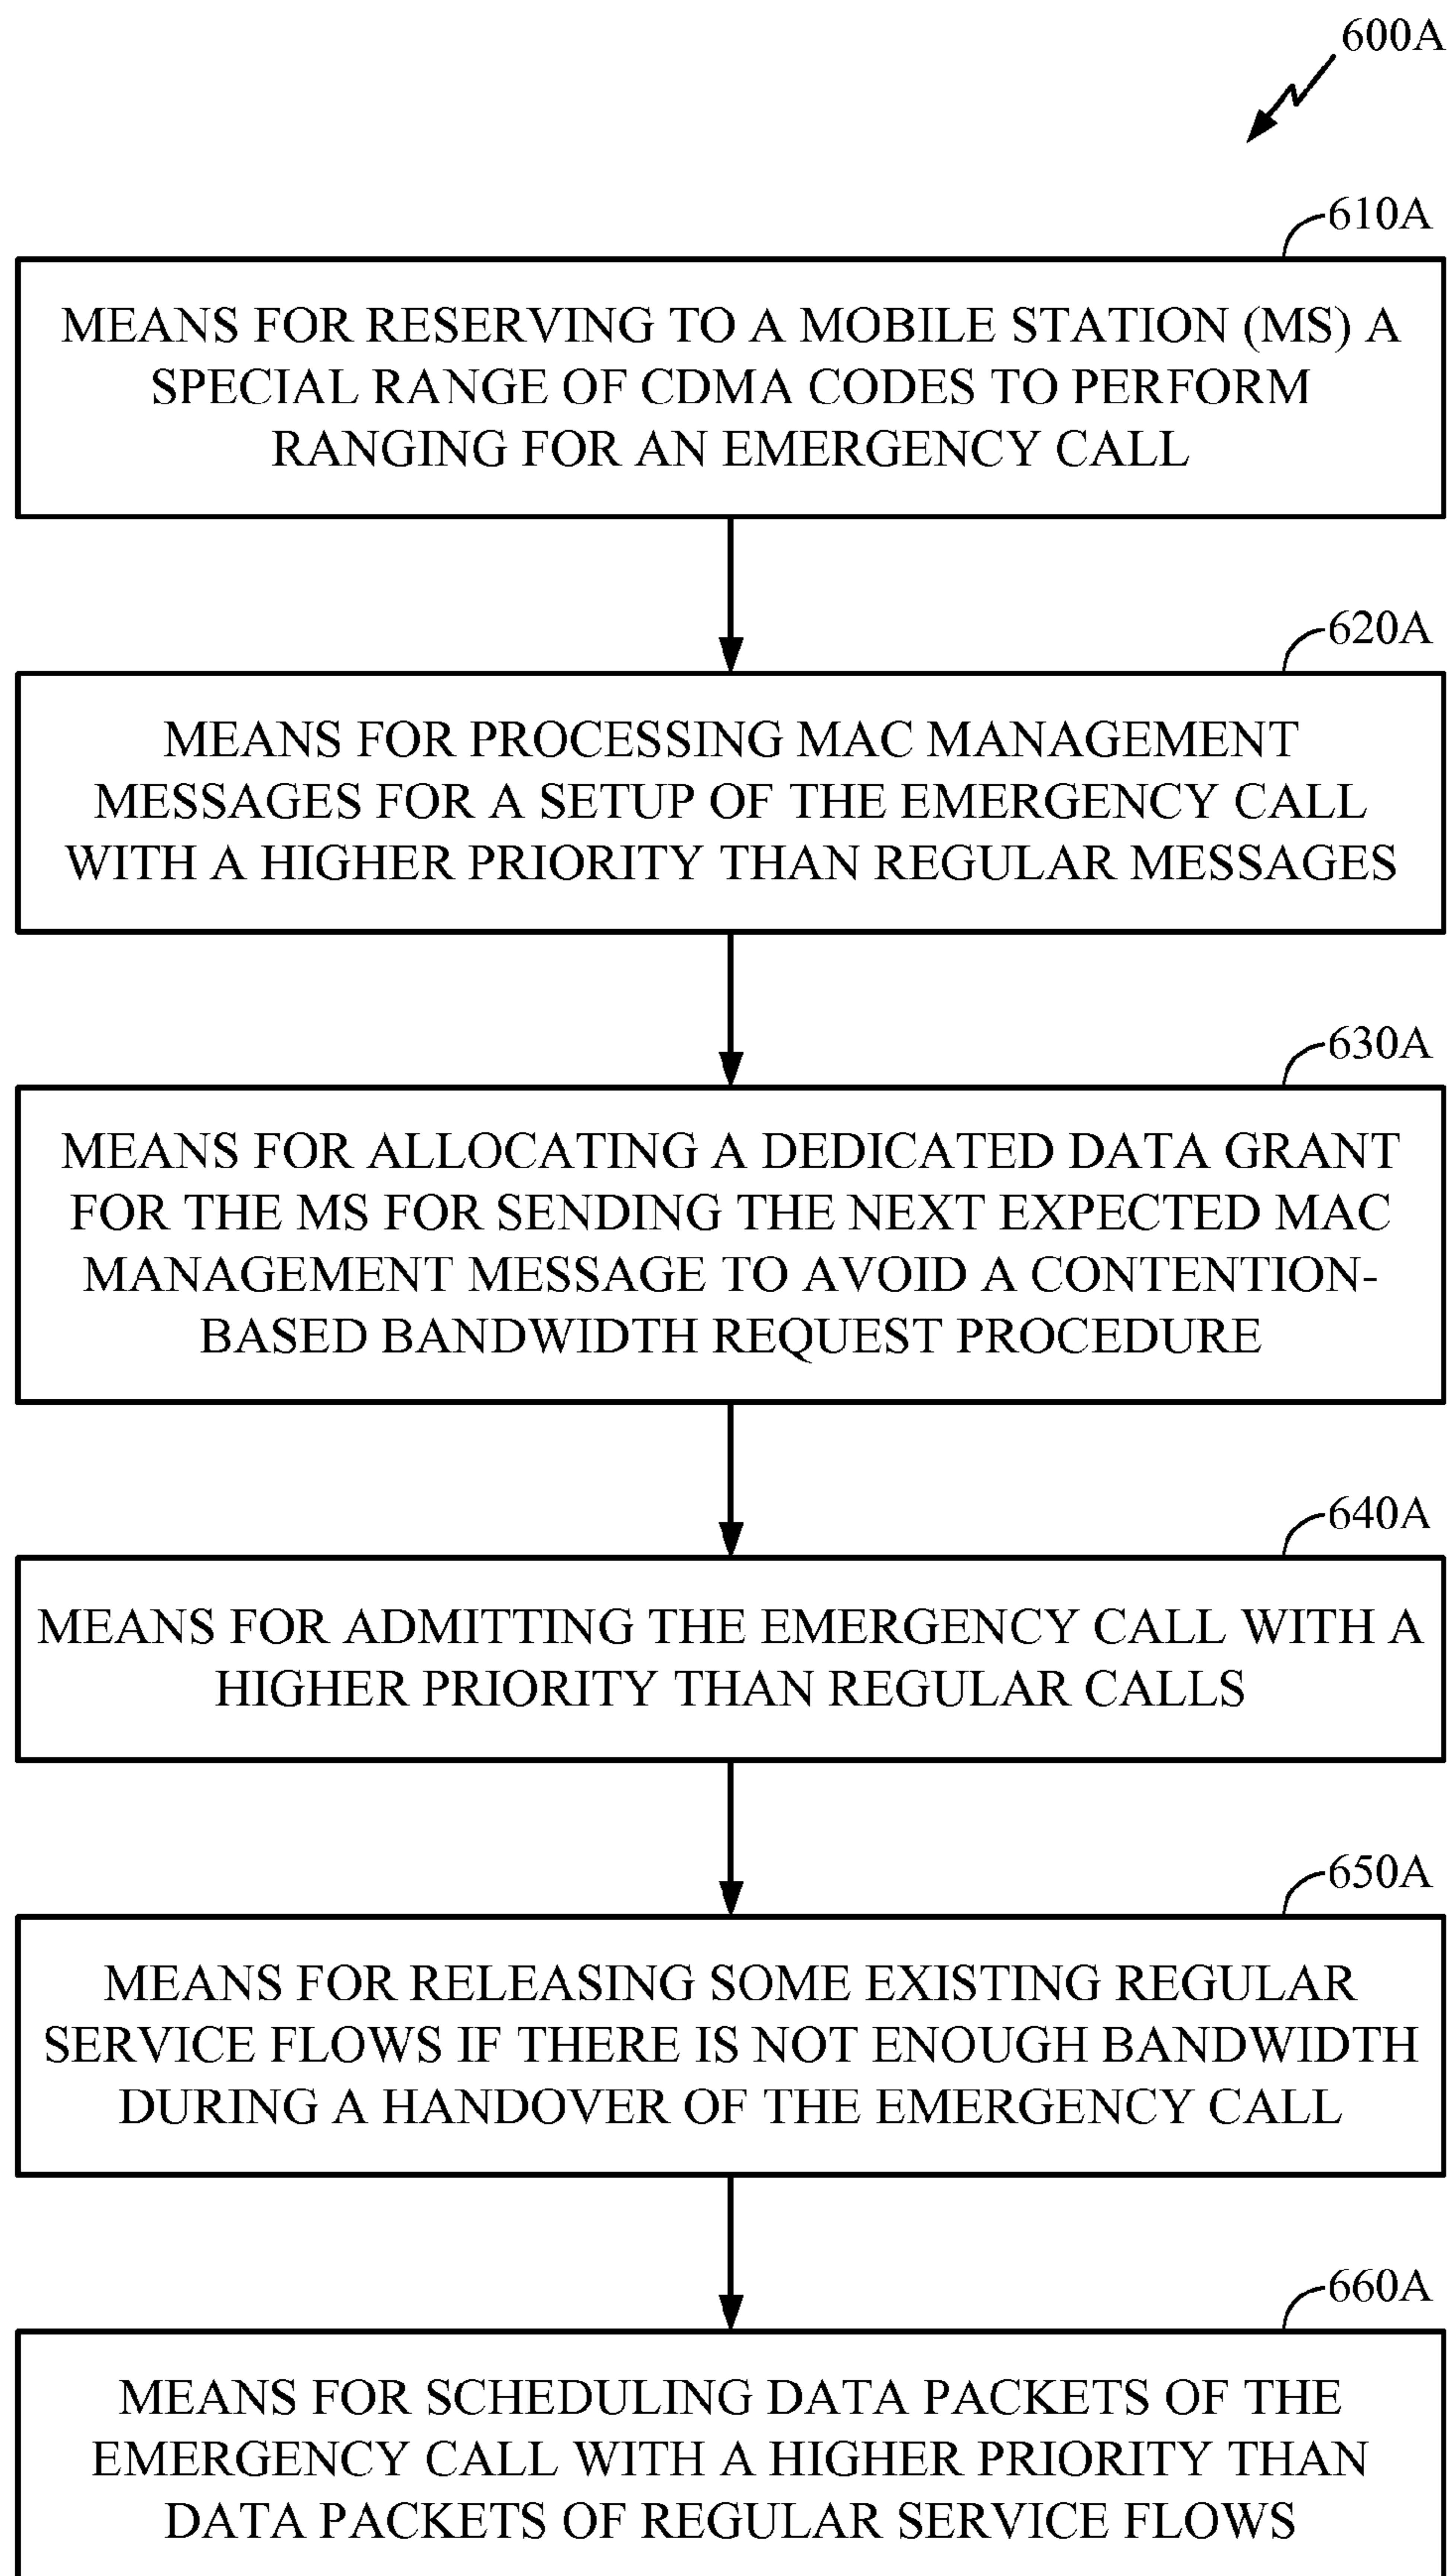 600A
610A
MEANS FOR RESERVING TO A MOBILE STATION (MS) A
SPECIAL RANGE OF CDMA CODES TO PERFORM
RANGING FOR AN EMERGENCY CALL
620A
MEANS FOR PROCESSING MAC MANAGEMENT
MESSAGES FOR A SETUP OF THE EMERGENCY CALL
WITH A HIGHER PRIORITY THAN REGULAR MESSAGES
630A
MEANS FOR ALLOCATING A DEDICATED DATA GRANT
FOR THE MS FOR SENDING THE NEXT EXPECTED MAC
MANAGEMENT MESSAGE TO AVOID A CONTENTION-
BASED BANDWIDTH REQUEST PROCEDURE
640A
MEANS FOR ADMITTING THE EMERGENCY CALL WITH A
HIGHER PRIORITY THAN REGULAR CALLS
650A
MEANS FOR RELEASING SOME EXISTING REGULAR
SERVICE FLOWS IF THERE IS NOT ENOUGH BANDWIDTH
DURING A HANDOVER OF THE EMERGENCY CALL
660A
MEANS FOR SCHEDULING DATA PACKETS OF THE
EMERGENCY CALL WITH A HIGHER PRIORITY THAN
DATA PACKETS OF REGULAR SERVICE FLOWS